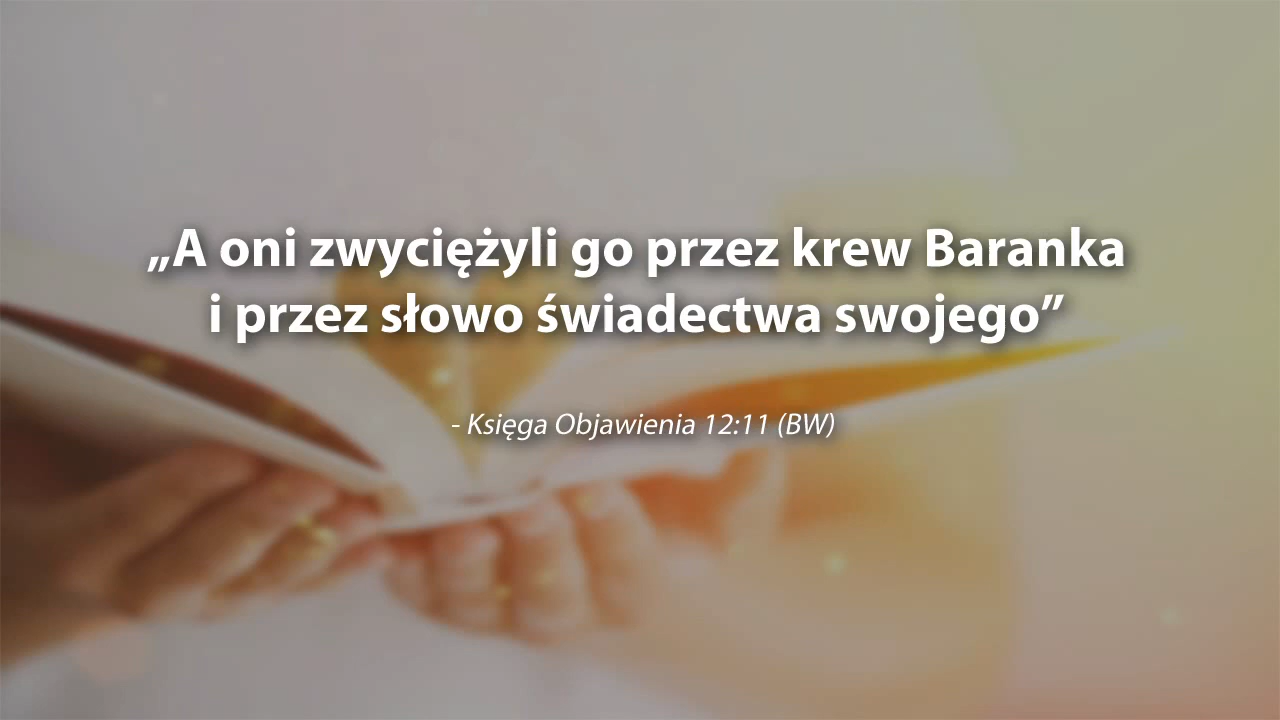 „A oni zwyciężyli go przez krew Baranka
i przez słowo świadectwa swojego”
- Księga Objawienia 12:11 (BW)